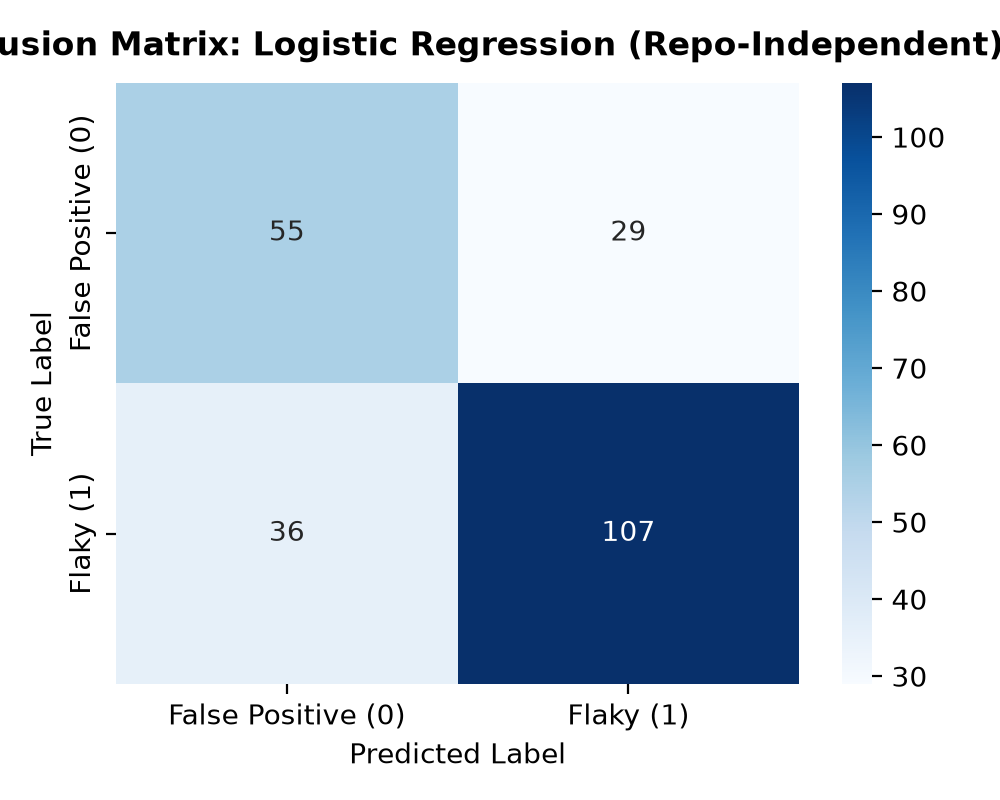 usion Matrix: Logistic Regression (Repo-Independent)
True Label
False Positive (0)
Flaky (1)
55
29
36
107
False Positive (0)
Flaky (1)
Predicted Label
100
90
80
70
60
50
40
30